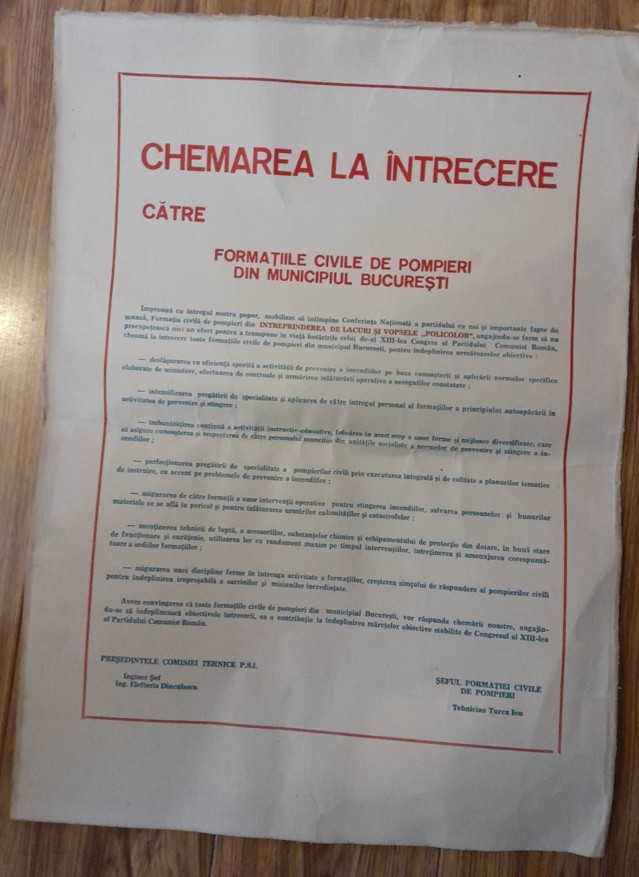 CHEMAREA LA ÎNTRECERE
CĂTRE
FORMAȚIILE CIVILE DE POMPIERI
DIN MUNICIPIUL BUCUREȘTI
Împreună cu întregul nostru popor, mobilizat să întîmpine Conferința Națională a partidului cu noi și importante fapte de
muncă, Formația civilă de pompieri din INTREPRINDEREA DE LACURI ȘI VOPSELE „POLICOLOR“, angajîndu-se ferm să nu
precupețească nici un efort pentru a transpune în viață hotărîrile celui de-al XIII-lea Congres al Partidului Comunist Român,
cheamă la întrecere toate formațiile civile de pompieri din municipiul București, pentru îndeplinirea următoarelor obiective :
— desfășurarea cu eficiență sporită a activității de prevenire a incendiilor pe baza cunoașterii și aplicării normelor specifice
elaborate de ministere, efectuarea de controale și urmărirea înlăturării operative a neregulilor constatate ;
— intensificarea pregătirii de specialitate și aplicarea de către întregul personal al formațiilor a principiului autoapărării în
activitatea de prevenire și stingere ;
— îmbunătățirea continuă a activității instructiv-educative, folosirea în acest scop a unor forme și mijloace diversificate, care
să asigure cunoașterea și respectarea de către personalul muncitor din unitățile socialiste a normelor de prevenire și stingere a in-
cendiilor ;
— perfecționarea pregătirii de specialitate a pompierilor civili prin executarea integrală și de calitate a planurilor tematice
de instruire, cu accent pe problemele de prevenire a incendiilor ;
— asigurarea de către formații a unor intervenții operative pentru stingerea incendiilor, salvarea persoanelor și bunurilor
materiale ce se află în pericol și pentru înlăturarea urmărilor calamităților și catastrofelor ;
— menținerea tehnicii de luptă, a accesoriilor, substanțelor chimice și echipamentului de protecție din dotare, în bună stare
de funcționare și curățenie, utilizarea lor cu randament maxim pe timpul intervențiilor, întreținerea și amenajarea corespunză-
toare a sediilor formațiilor ;
— asigurarea unei discipline ferme în întreaga activitate a formațiilor, creșterea simțului de răspundere al pompierilor civili
pentru îndeplinirea ireproșabilă a sarcinilor și misiunilor încredințate.
Avem convingerea că toate formațiile civile de pompieri din municipiul București, vor răspunde chemării noastre, angajîn-
du-se să îndeplinească obiectivele întrecerii, ca o contribuție la îndeplinirea mărețelor obiective stabilite de Congresul al XIII-lea
al Partidului Comunist Român.
PREȘEDINTELE COMISIEI TEHNICE P.S.I.
Inginer Șef
Ing. Elefteria Dinculescu
ȘEFUL FORMAȚIEI CIVILE
DE POMPIERI
Tehnician Turcu Ion